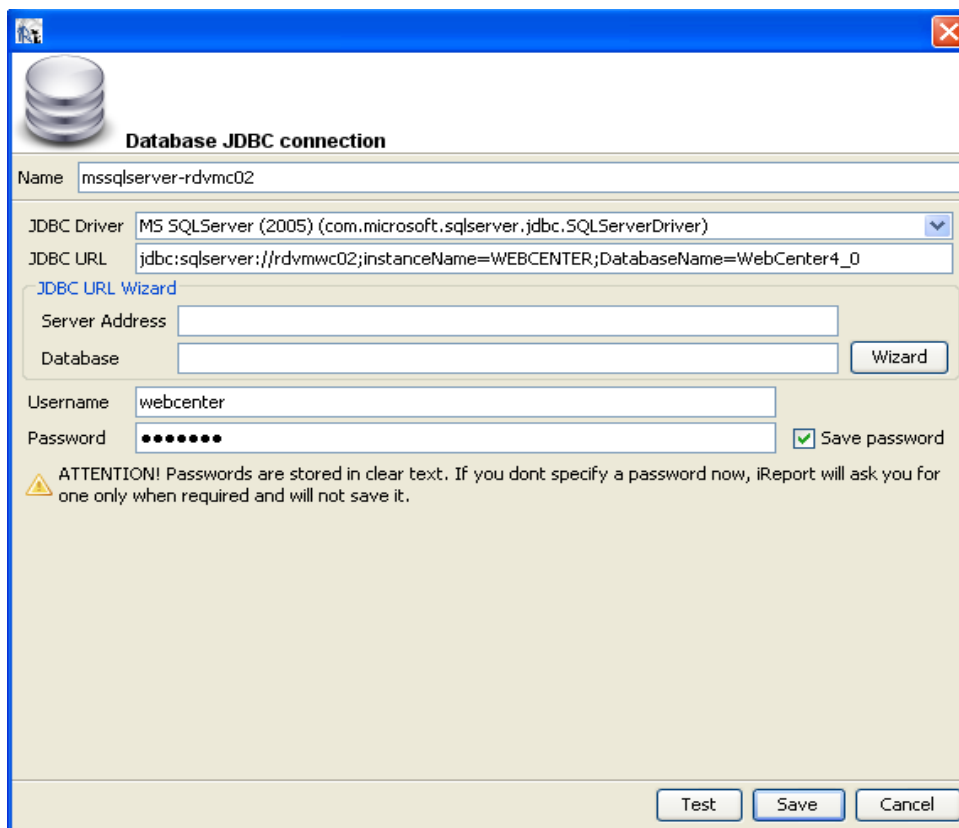 Database JDBC connection
Name mssqlserver-rdvmc02
JDBC Driver MS SQLServer (2005) (com.microsoft.sqlserver.jdbc.SQLServerDriver)
JDBC URL jdbc:sqlserver://rdvmwc02;instanceName=WEBCENTER;DatabaseName=WebCenter4_0
JDBC URL Wizard
Server Address
Database Wizard
Username webcenter
Password ●●●●●●● Save password
ATTENTION! Passwords are stored in clear text. If you dont specify a password now, iReport will ask you for
one only when required and will not save it.
Test Save Cancel